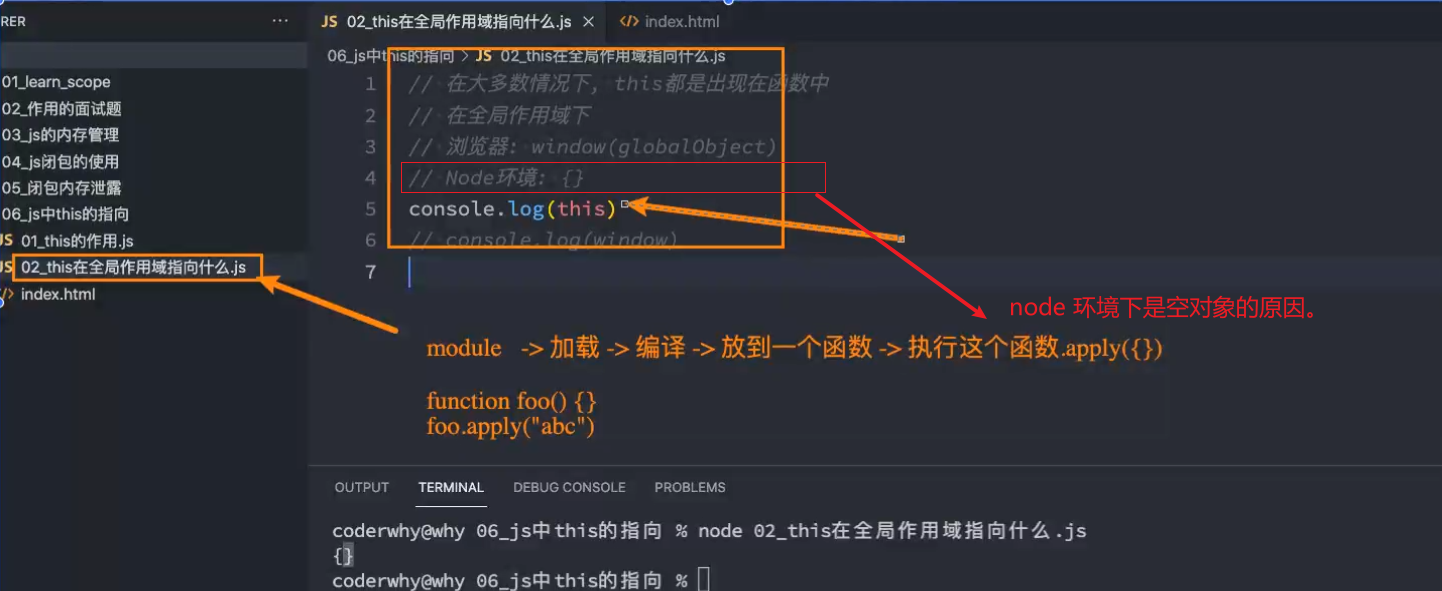 RER ···
JS 02_this在全局作用域指向什么.js × <> index.html
06_js中this的指向 > JS 02_this在全局作用域指向什么.js
01_learn_scope
02_作用的面试题
03_js的内存管理
04_js闭包的使用
05_闭包内存泄露
06_js中this的指向
JS 01_this的作用.js
JS 02_this在全局作用域指向什么.js
<> index.html
1 // 在大多数情况下, this都是出现在函数中
2 // 在全局作用域下
3 // 浏览器: window(globalObject)
4 // Node环境: {}
5 console.log(this)
6 // console.log(window)
7
node 环境下是空对象的原因。
module -> 加载 -> 编译 -> 放到一个函数 -> 执行这个函数.apply({})
function foo() {}
foo.apply("abc")
OUTPUT TERMINAL DEBUG CONSOLE PROBLEMS
coderwhy@why 06_js中this的指向 % node 02_this在全局作用域指向什么.js
{}
coderwhy@why 06_js中this的指向 %